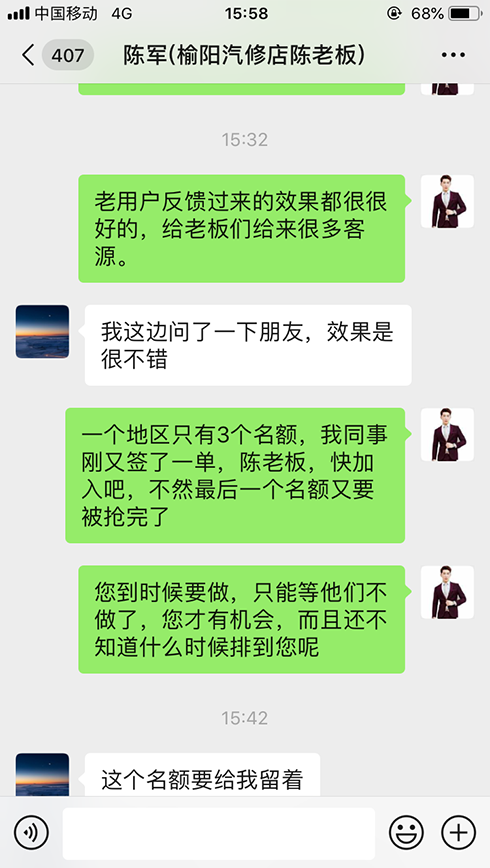 中国移动 4G 15:58 68%
407 陈军(榆阳汽修店陈老板)
15:32
老用户反馈过来的效果都很很
好的，给老板们给来很多客
源。
我这边问了一下朋友，效果是
很不错
一个地区只有3个名额，我同事
刚又签了一单，陈老板，快加
入吧，不然最后一个名额又要
被抢完了
您到时候要做，只能等他们不
做了，您才有机会，而且还不
知道什么时候排到您呢
15:42
这个名额要给我留着